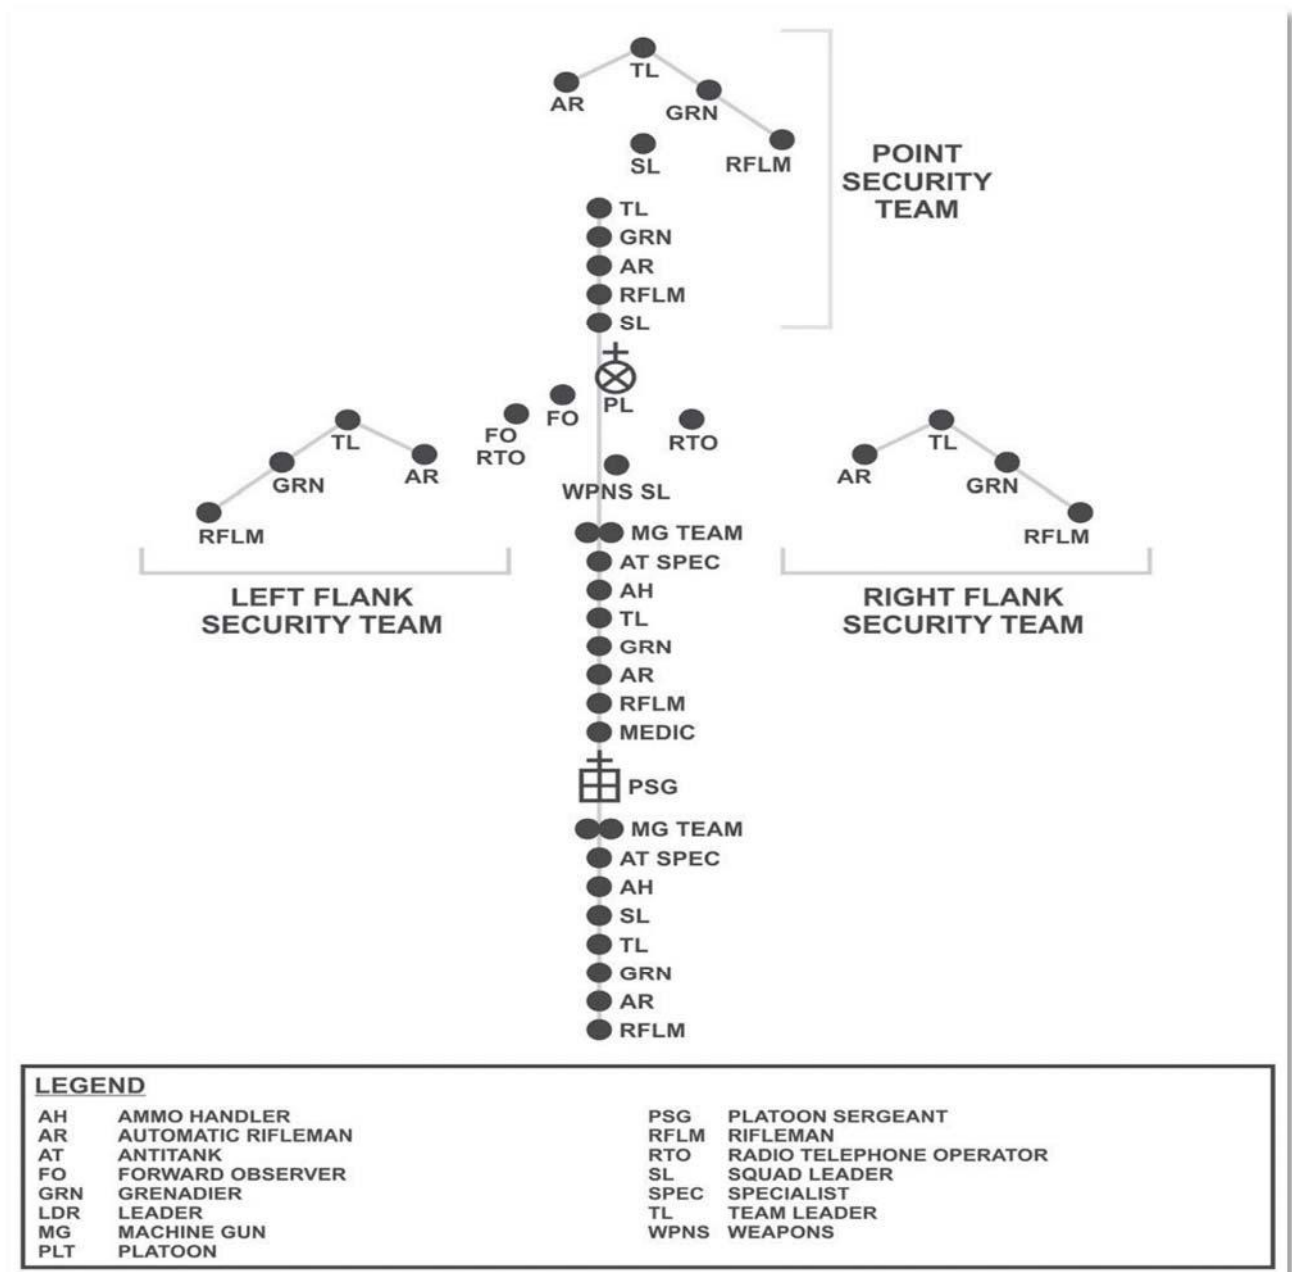 TL
AR
GRN
SL
RFLM
POINT
SECURITY
TEAM
TL
GRN
AR
RFLM
SL
PL
FO
FO
RTO
RTO
WPNS SL
TL
AR
GRN
RFLM
LEFT FLANK
SECURITY TEAM
TL
AR
GRN
RFLM
RIGHT FLANK
SECURITY TEAM
MG TEAM
AT SPEC
AH
TL
GRN
AR
RFLM
MEDIC
PSG
MG TEAM
AT SPEC
AH
SL
TL
GRN
AR
RFLM
LEGEND
AH AMMO HANDLER
AR AUTOMATIC RIFLEMAN
AT ANTITANK
FO FORWARD OBSERVER
GRN GRENADIER
LDR LEADER
MG MACHINE GUN
PLT PLATOON
PSG PLATOON SERGEANT
RFLM RIFLEMAN
RTO RADIO TELEPHONE OPERATOR
SL SQUAD LEADER
SPEC SPECIALIST
TL TEAM LEADER
WPNS WEAPONS